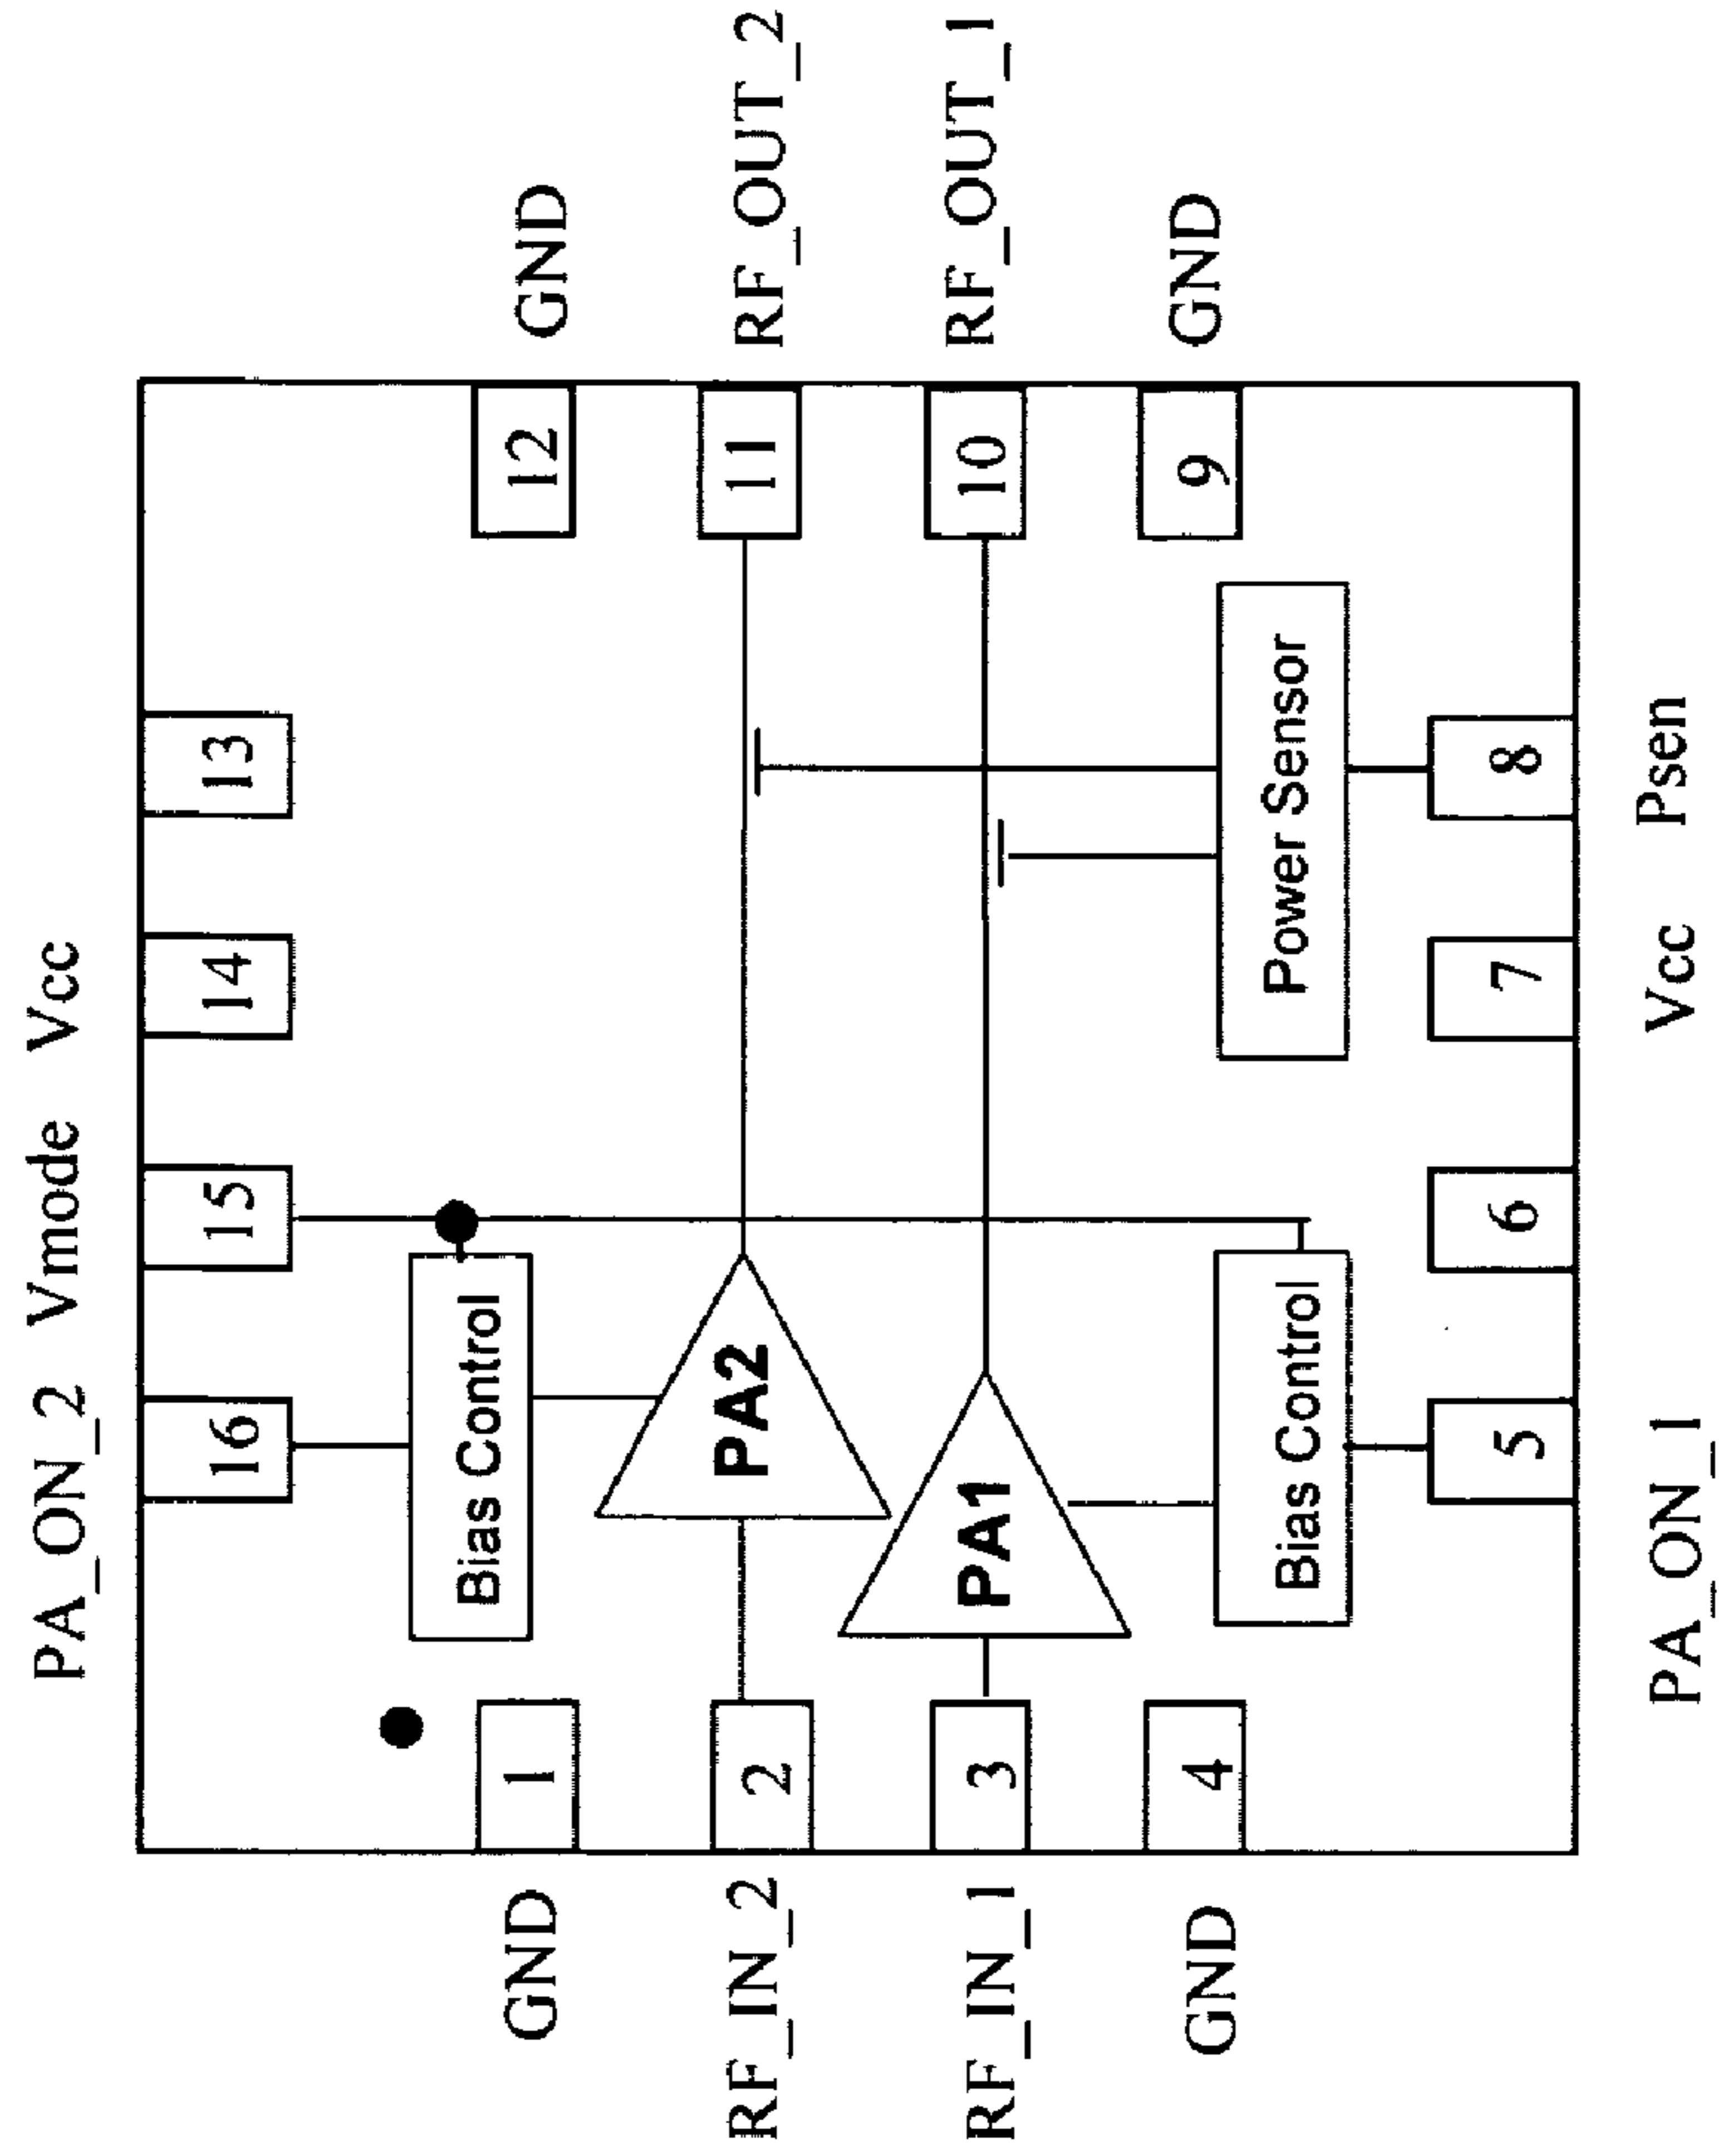 PA_ON_2 Vmode Vcc
16 15 14 13
Bias Control
GND 1 12 GND
RF_IN_2 2 PA2 11 RF_OUT_2
RF_IN_1 3 PA1 10 RF_OUT_1
GND 4 9 GND
Bias Control Power Sensor
5 6 7 8
PA_ON_1 Vcc Psen